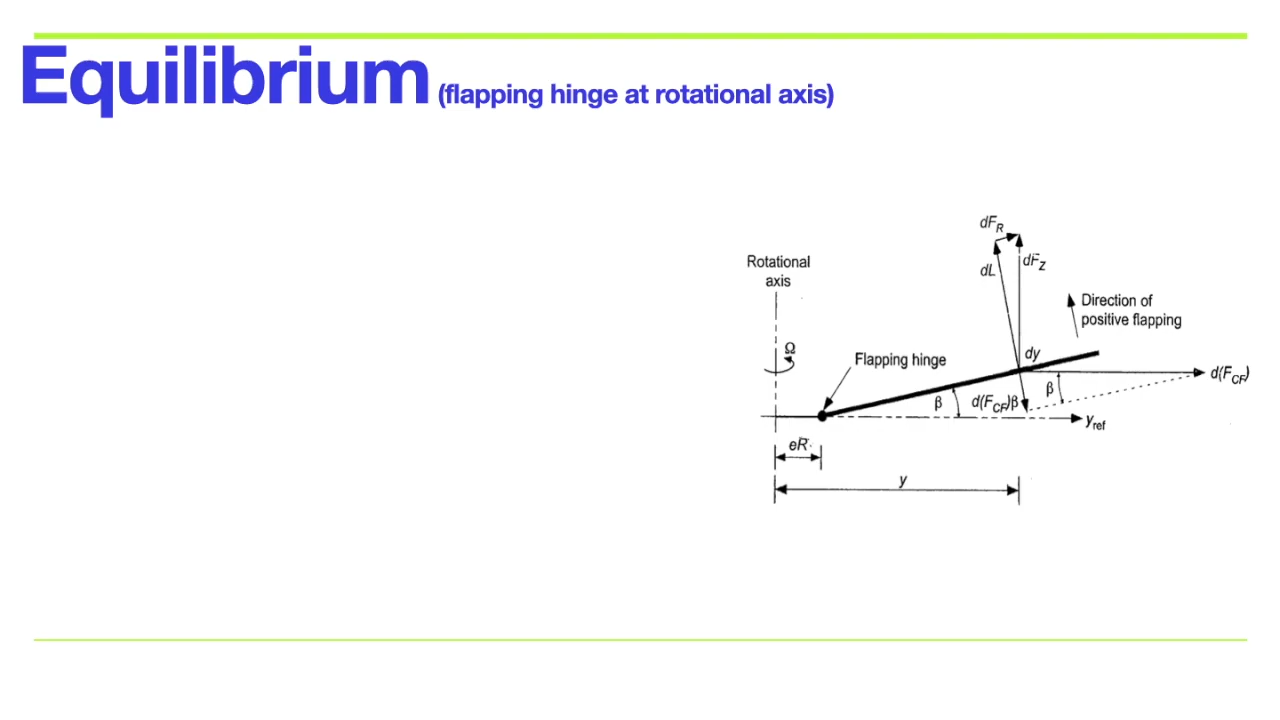 Equilibrium (flapping hinge at rotational axis)
dF_R
Rotational
axis
dF_Z
dL
Direction of
positive flapping
Ω
Flapping hinge
dy
d(F_CF)
β
β
d(F_CF)β
y_ref
eR
y